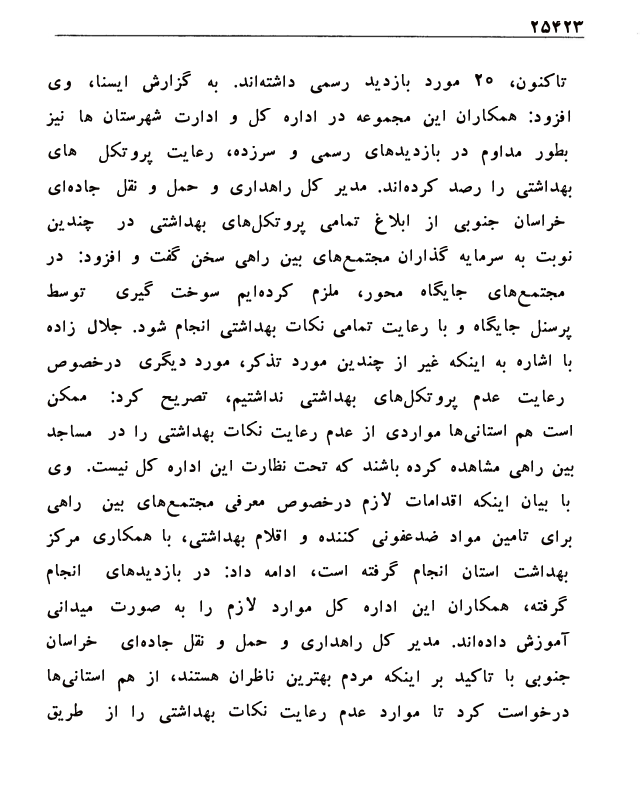 ۲۵۴۲۳
تاکنون، ۲۰ مورد بازدید رسمی داشته‌اند. به گزارش ایسنا، وی
افزود: همکاران این مجموعه در اداره کل و ادارت شهرستان ها نیز
بطور مداوم در بازدیدهای رسمی و سرزده، رعایت پروتکل های
بهداشتی را رصد کرده‌اند. مدیر کل راهداری و حمل و نقل جاده‌ای
خراسان جنوبی از ابلاغ تمامی پروتکل‌های بهداشتی در چندین
نوبت به سرمایه گذاران مجتمع‌های بین راهی سخن گفت و افزود: در
مجتمع‌های جایگاه محور، ملزم کرده‌ایم سوخت گیری توسط
پرسنل جایگاه و با رعایت تمامی نکات بهداشتی انجام شود. جلال زاده
با اشاره به اینکه غیر از چندین مورد تذکر، مورد دیگری درخصوص
رعایت عدم پروتکل‌های بهداشتی نداشتیم، تصریح کرد: ممکن
است هم استانی‌ها مواردی از عدم رعایت نکات بهداشتی را در مساجد
بین راهی مشاهده کرده باشند که تحت نظارت این اداره کل نیست. وی
با بیان اینکه اقدامات لازم درخصوص معرفی مجتمع‌های بین راهی
برای تامین مواد ضدعفونی کننده و اقلام بهداشتی، با همکاری مرکز
بهداشت استان انجام گرفته است، ادامه داد: در بازدیدهای انجام
گرفته، همکاران این اداره کل موارد لازم را به صورت میدانی
آموزش داده‌اند. مدیر کل راهداری و حمل و نقل جاده‌ای خراسان
جنوبی با تاکید بر اینکه مردم بهترین ناظران هستند، از هم استانی‌ها
درخواست کرد تا موارد عدم رعایت نکات بهداشتی را از طریق